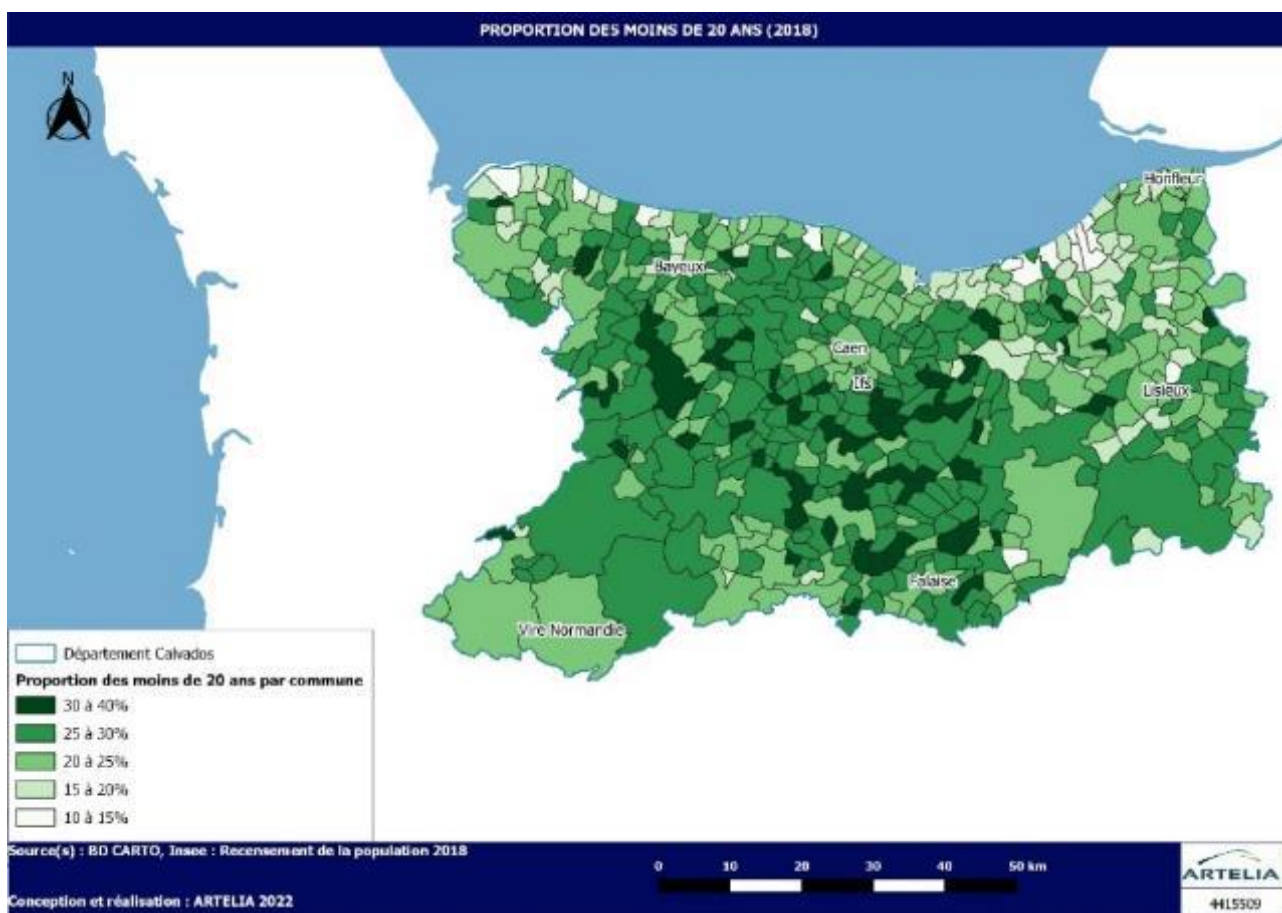 PROPORTION DES MOINS DE 20 ANS (2018)
N
Honfleur
Bayeux
Caen
Ifs
Lisieux
Falaise
Vire Normandie
Département Calvados
Proportion des moins de 20 ans par commune
30 à 40%
25 à 30%
20 à 25%
15 à 20%
10 à 15%
Source(s) : BD CARTO, Insee : Recensement de la population 2018
0 10 20 30 40 50 km
Conception et réalisation : ARTELIA 2022
ARTELIA
4415509